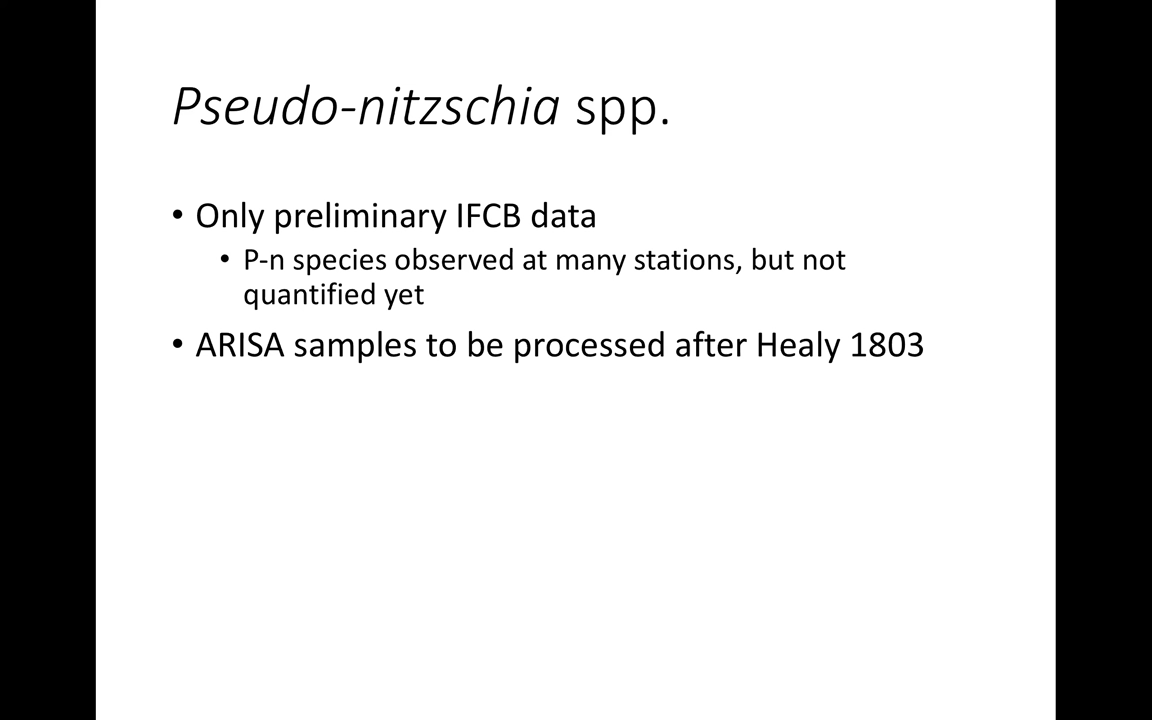 Pseudo-nitzschia spp.
• Only preliminary IFCB data
• P-n species observed at many stations, but not
quantified yet
• ARISA samples to be processed after Healy 1803